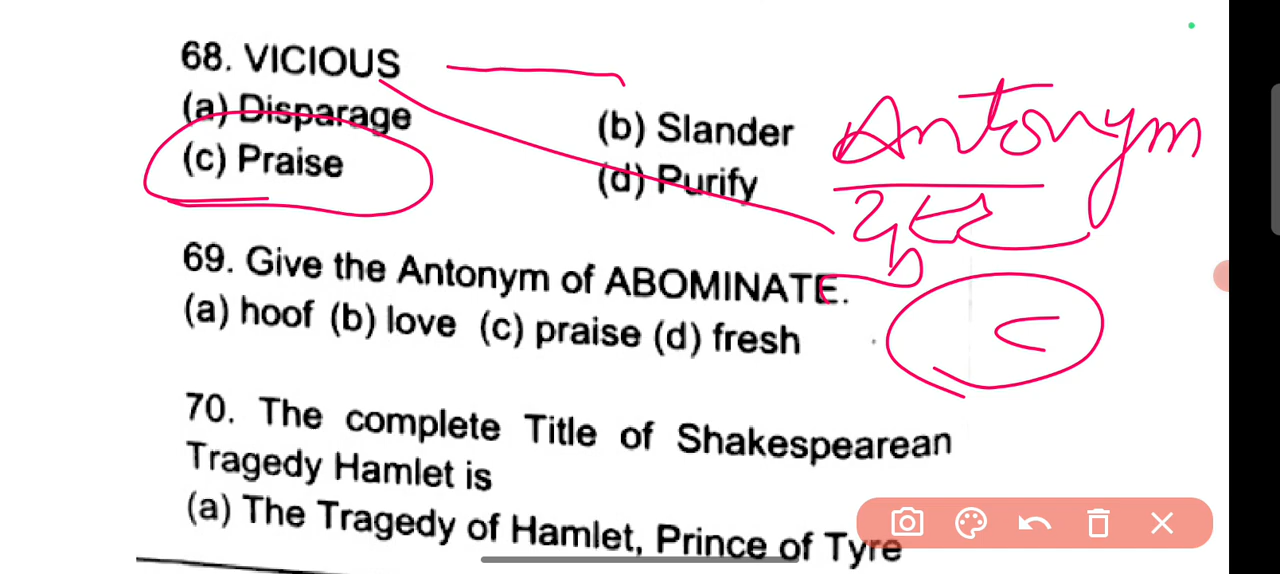 68. VICIOUS
(a) Disparage (b) Slander
(c) Praise (d) Purify
Antonym
69. Give the Antonym of ABOMINATE.
(a) hoof (b) love (c) praise (d) fresh
C
70. The complete Title of Shakespearean
Tragedy Hamlet is
(a) The Tragedy of Hamlet, Prince of Tyre